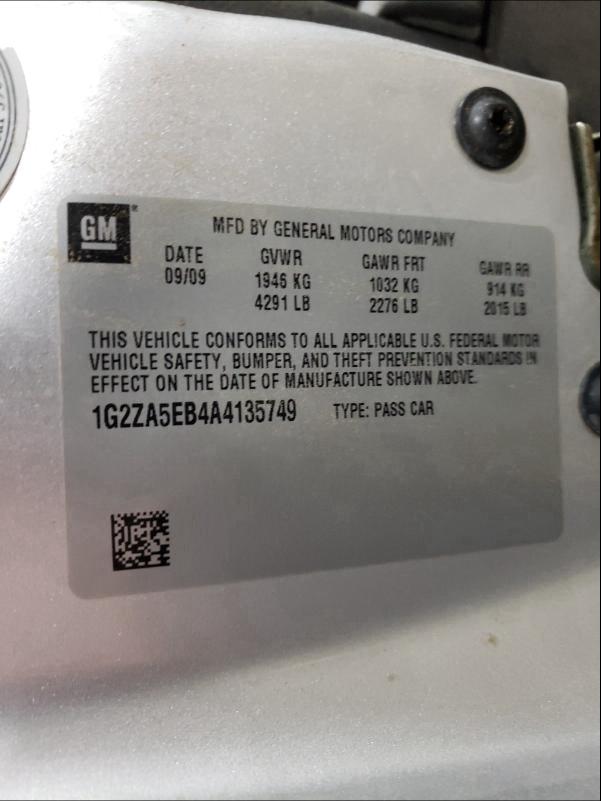 GM
MFD BY GENERAL MOTORS COMPANY
DATE GVWR GAWR FRT GAWR RR
09/09 1946 KG 1032 KG 914 KG
4291 LB 2276 LB 2015 LB
THIS VEHICLE CONFORMS TO ALL APPLICABLE U.S. FEDERAL MOTOR
VEHICLE SAFETY, BUMPER, AND THEFT PREVENTION STANDARDS IN
EFFECT ON THE DATE OF MANUFACTURE SHOWN ABOVE.
1G2ZA5EB4A4135749 TYPE: PASS CAR